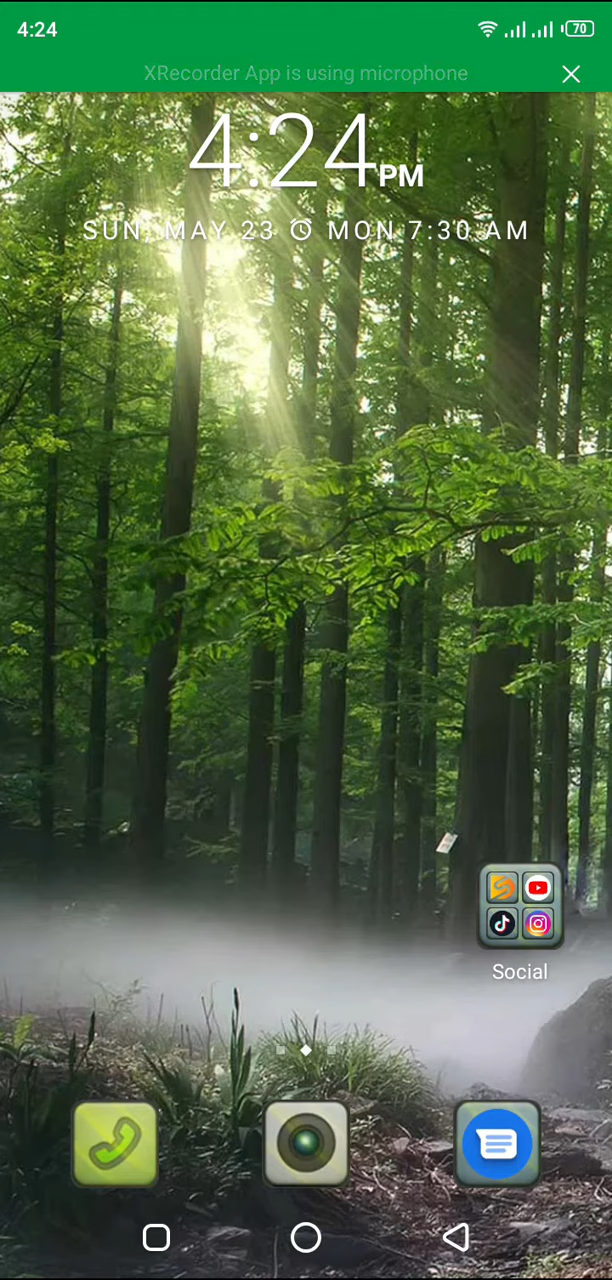 4:24 70
XRecorder App is using microphone
4:24PM
SUN, MAY 23 MON 7:30 AM
Social